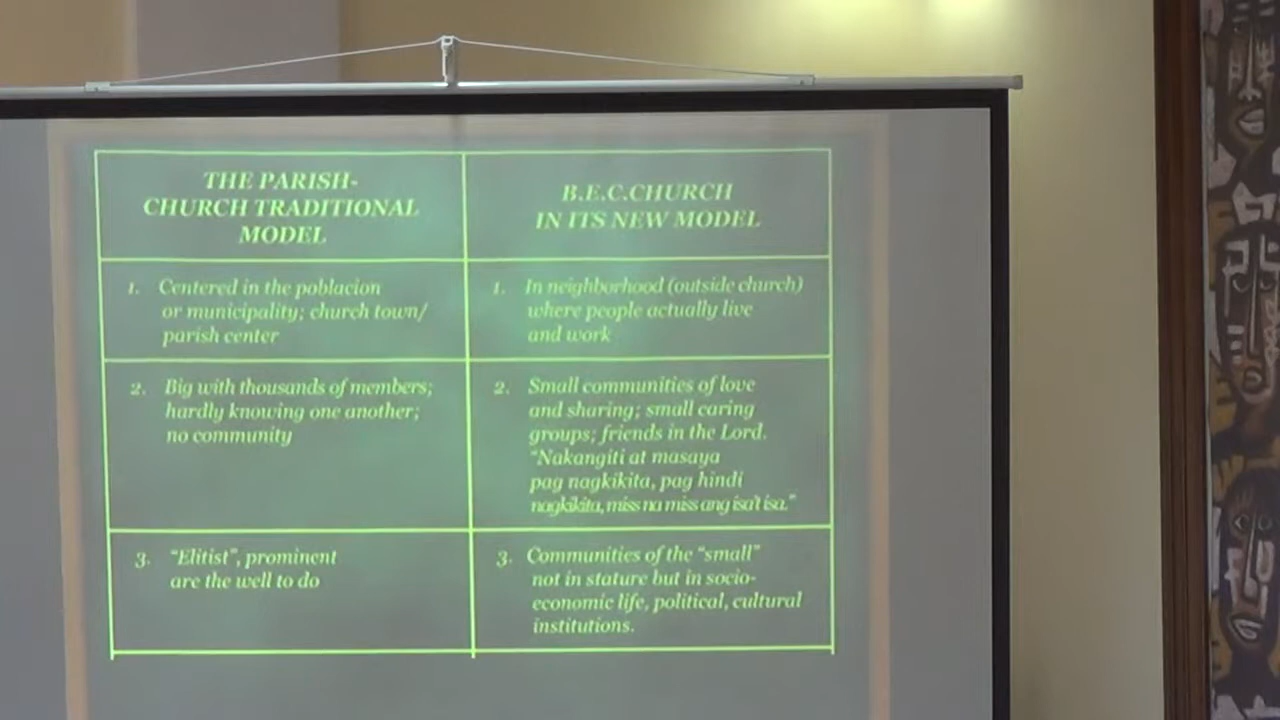 THE PARISH-
CHURCH TRADITIONAL
MODEL
B.E.C.CHURCH
IN ITS NEW MODEL
1. Centered in the poblacion
or municipality; church town/
parish center
1. In neighborhood (outside church)
where people actually live
and work
2. Big with thousands of members;
hardly knowing one another;
no community
2. Small communities of love
and sharing; small caring
groups; friends in the Lord.
"Nakangiti at masaya
pag nagkikita, pag hindi
nagkikita, miss na miss ang isa't isa."
3. "Elitist", prominent
are the well to do
3. Communities of the "small"
not in stature but in socio-
economic life, political, cultural
institutions.